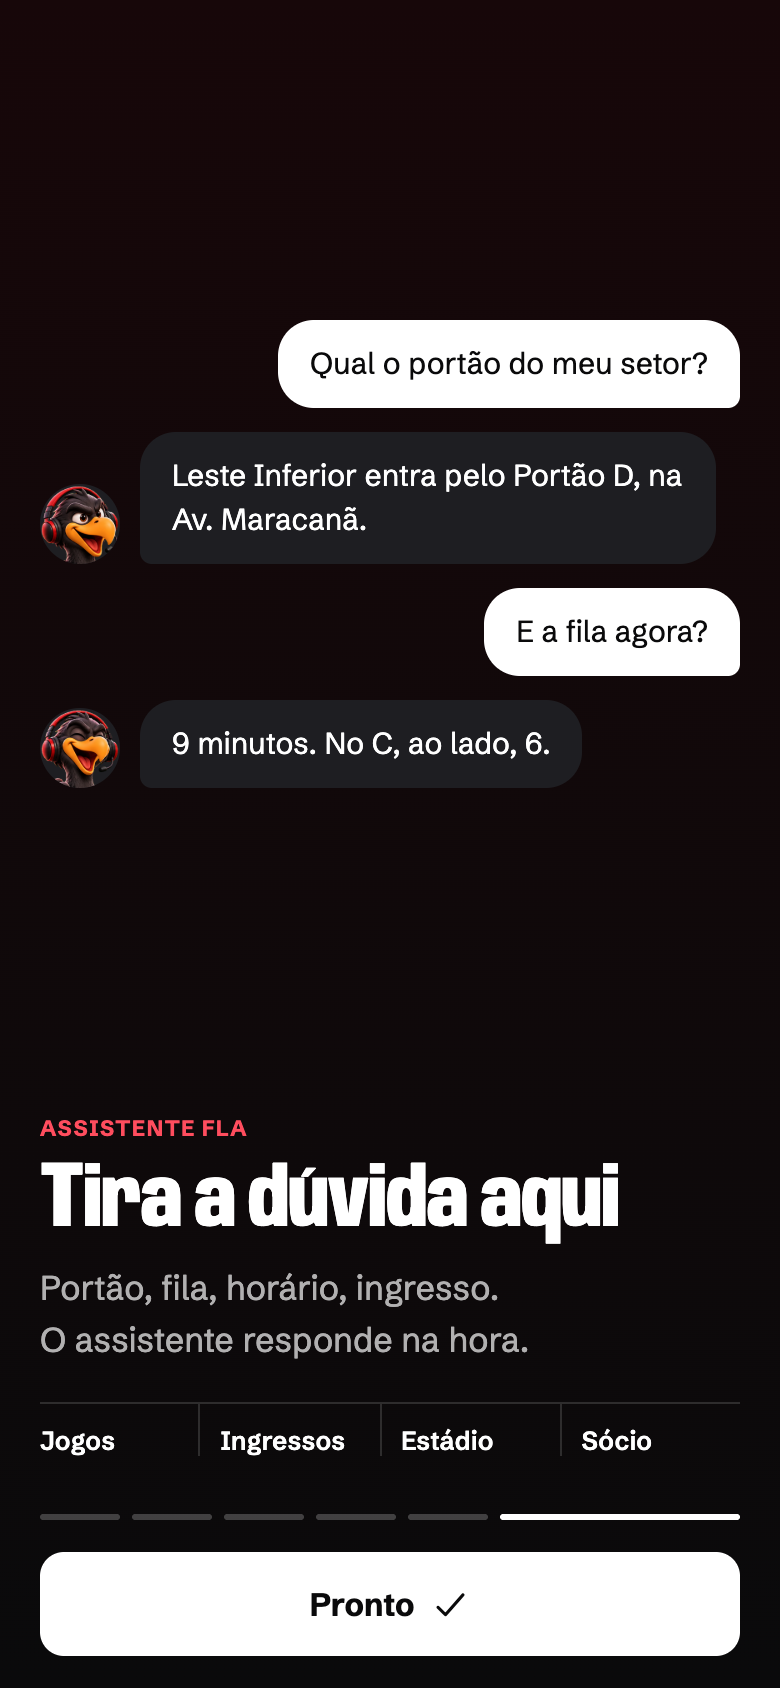 Qual o portão do meu setor?
Leste Inferior entra pelo Portão D, na
Av. Maracanã.
E a fila agora?
9 minutos. No C, ao lado, 6.
ASSISTENTE FLA
Tira a dúvida aqui
Portão, fila, horário, ingresso.
O assistente responde na hora.
Jogos Ingressos Estádio Sócio
Pronto